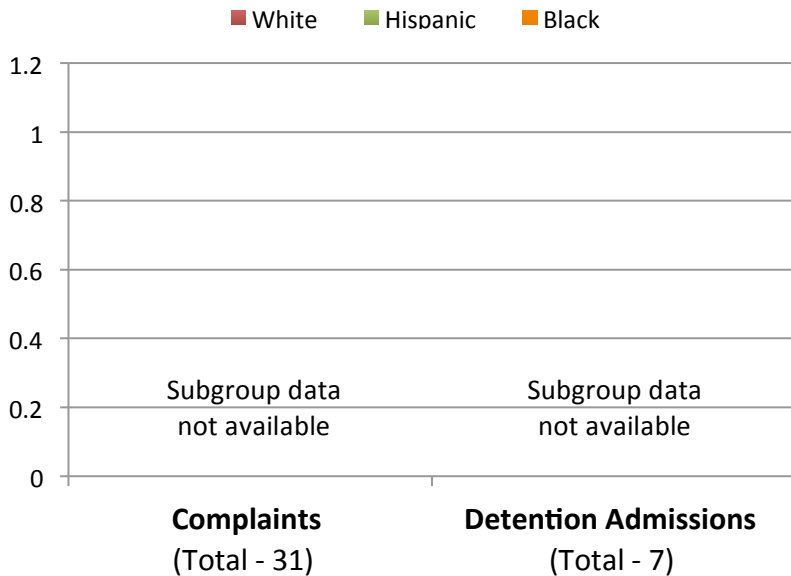 White Hispanic Black
1.2
1
0.8
0.6
0.4
0.2
0
Subgroup data
not available
Subgroup data
not available
Complaints
(Total - 31)
Detention Admissions
(Total - 7)